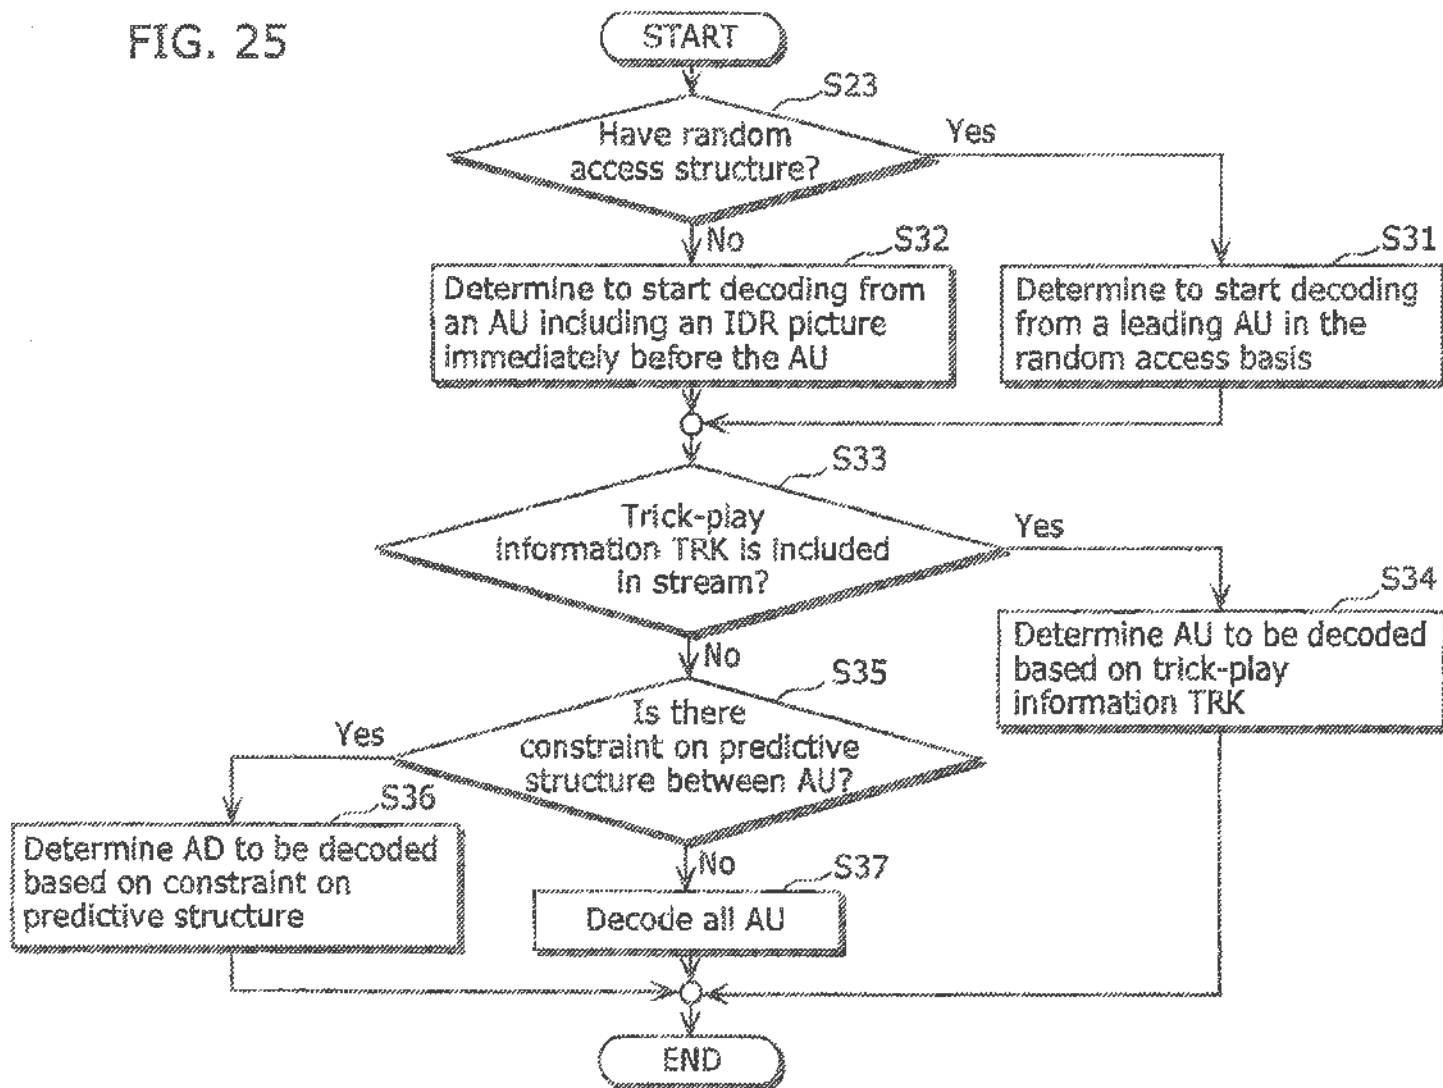 FIG. 25
START
S23
Have random
access structure?
Yes
No
S32
Determine to start decoding from
an AU including an IDR picture
immediately before the AU
S31
Determine to start decoding
from a leading AU in the
random access basis
S33
Trick-play
information TRK is included
in stream?
Yes
No
S34
Determine AU to be decoded
based on trick-play
information TRK
S35
Is there
constraint on predictive
structure between AU?
Yes
No
S36
Determine AD to be decoded
based on constraint on
predictive structure
S37
Decode all AU
END